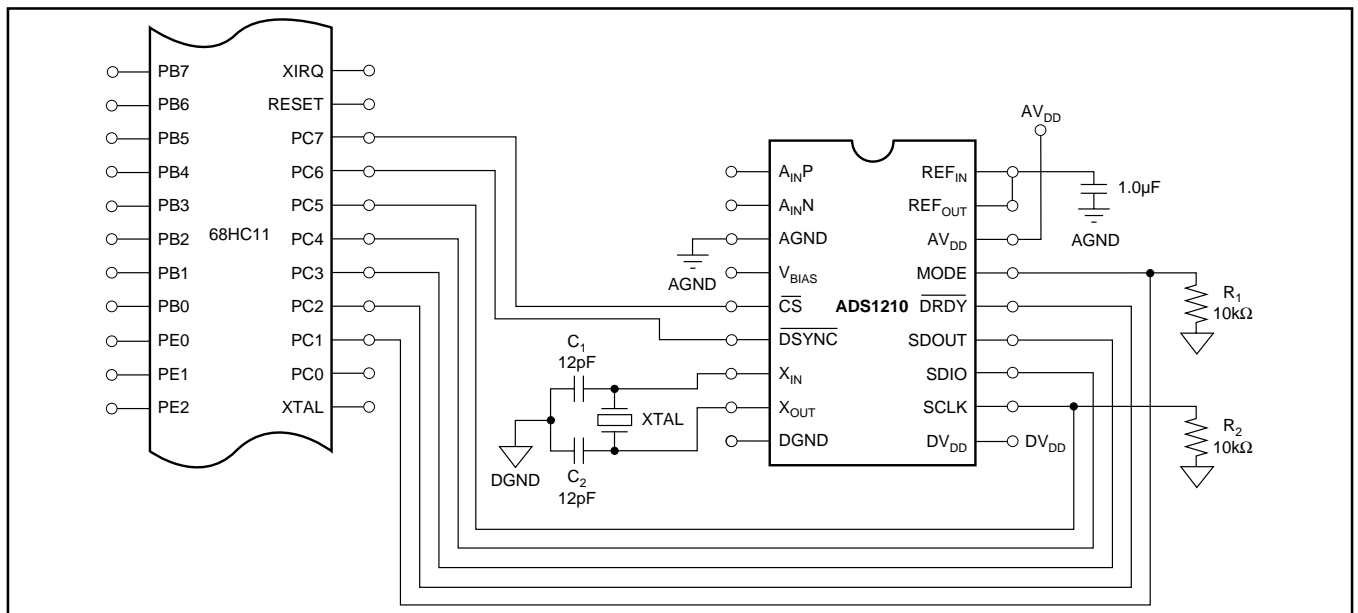 PB7
PB6
PB5
PB4
PB3
PB2
PB1
PB0
PE0
PE1
PE2
68HC11
XIRQ
RESET
PC7
PC6
PC5
PC4
PC3
PC2
PC1
PC0
XTAL
C1
12pF
XTAL
C2
12pF
DGND
AGND
AINP
AINN
AGND
VBIAS
CS
DSYNC
XIN
XOUT
DGND
ADS1210
REFIN
REFOUT
AVDD
MODE
DRDY
SDOUT
SDIO
SCLK
DVDD
AVDD
1.0µF
AGND
R1
10kΩ
R2
10kΩ
DVDD